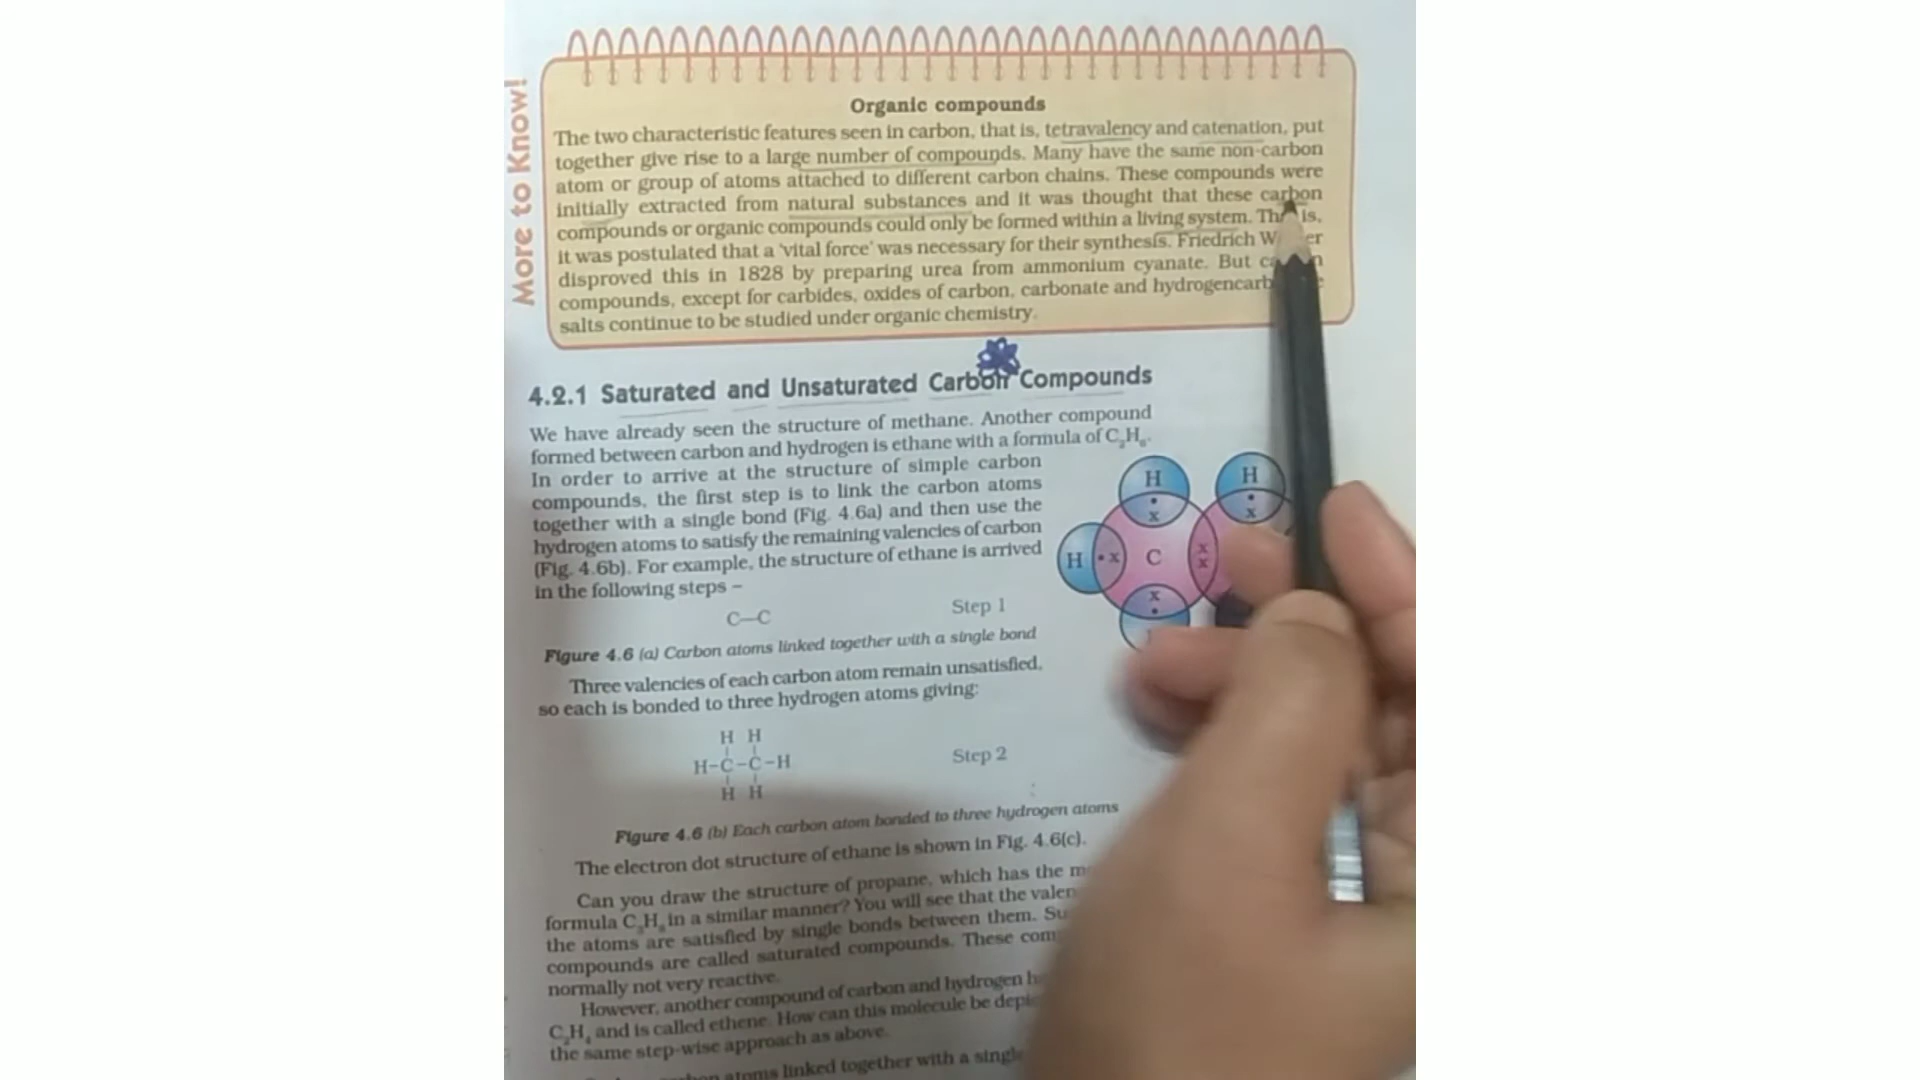 More to Know!
Organic compounds
The two characteristic features seen in carbon, that is, tetravalency and catenation, put
together give rise to a large number of compounds. Many have the same non-carbon
atom or group of atoms attached to different carbon chains. These compounds were
initially extracted from natural substances and it was thought that these carbon
compounds or organic compounds could only be formed within a living system. is,
it was postulated that a 'vital force' was necessary for their synthesis. Friedrich
disproved this in 1828 by preparing urea from ammonium cyanate. But
compounds, except for carbides, oxides of carbon, carbonate and
salts continue to be studied under organic chemistry.
4.2.1 Saturated and Unsaturated Carbon Compounds
We have already seen the structure of methane. Another compound
formed between carbon and hydrogen is ethane with a formula of C₂H₆.
In order to arrive at the structure of simple carbon
compounds, the first step is to link the carbon atoms
together with a single bond (Fig. 4.6a) and then use the
hydrogen atoms to satisfy the remaining valencies of carbon
(Fig. 4.6b). For example, the structure of ethane is arrived
in the following steps –
H H
• •
x x
H • x C x
x
x
•
C—C Step 1
Figure 4.6 (a) Carbon atoms linked together with a single bond
Three valencies of each carbon atom remain unsatisfied,
so each is bonded to three hydrogen atoms giving:
H H
H-C-C-H Step 2
H H
Figure 4.6 (b) Each carbon atom bonded to three hydrogen atoms
The electron dot structure of ethane is shown in Fig. 4.6(c).
Can you draw the structure of propane, which has the
formula C₃H₈ in a similar manner? You will see that the
the atoms are satisfied by single bonds between them.
compounds are called saturated compounds. These
normally not very reactive.
However, another compound of carbon and hydrogen
C₂H₄ and is called ethene. How can this molecule be
the same step-wise approach as above.
atoms linked together with a single